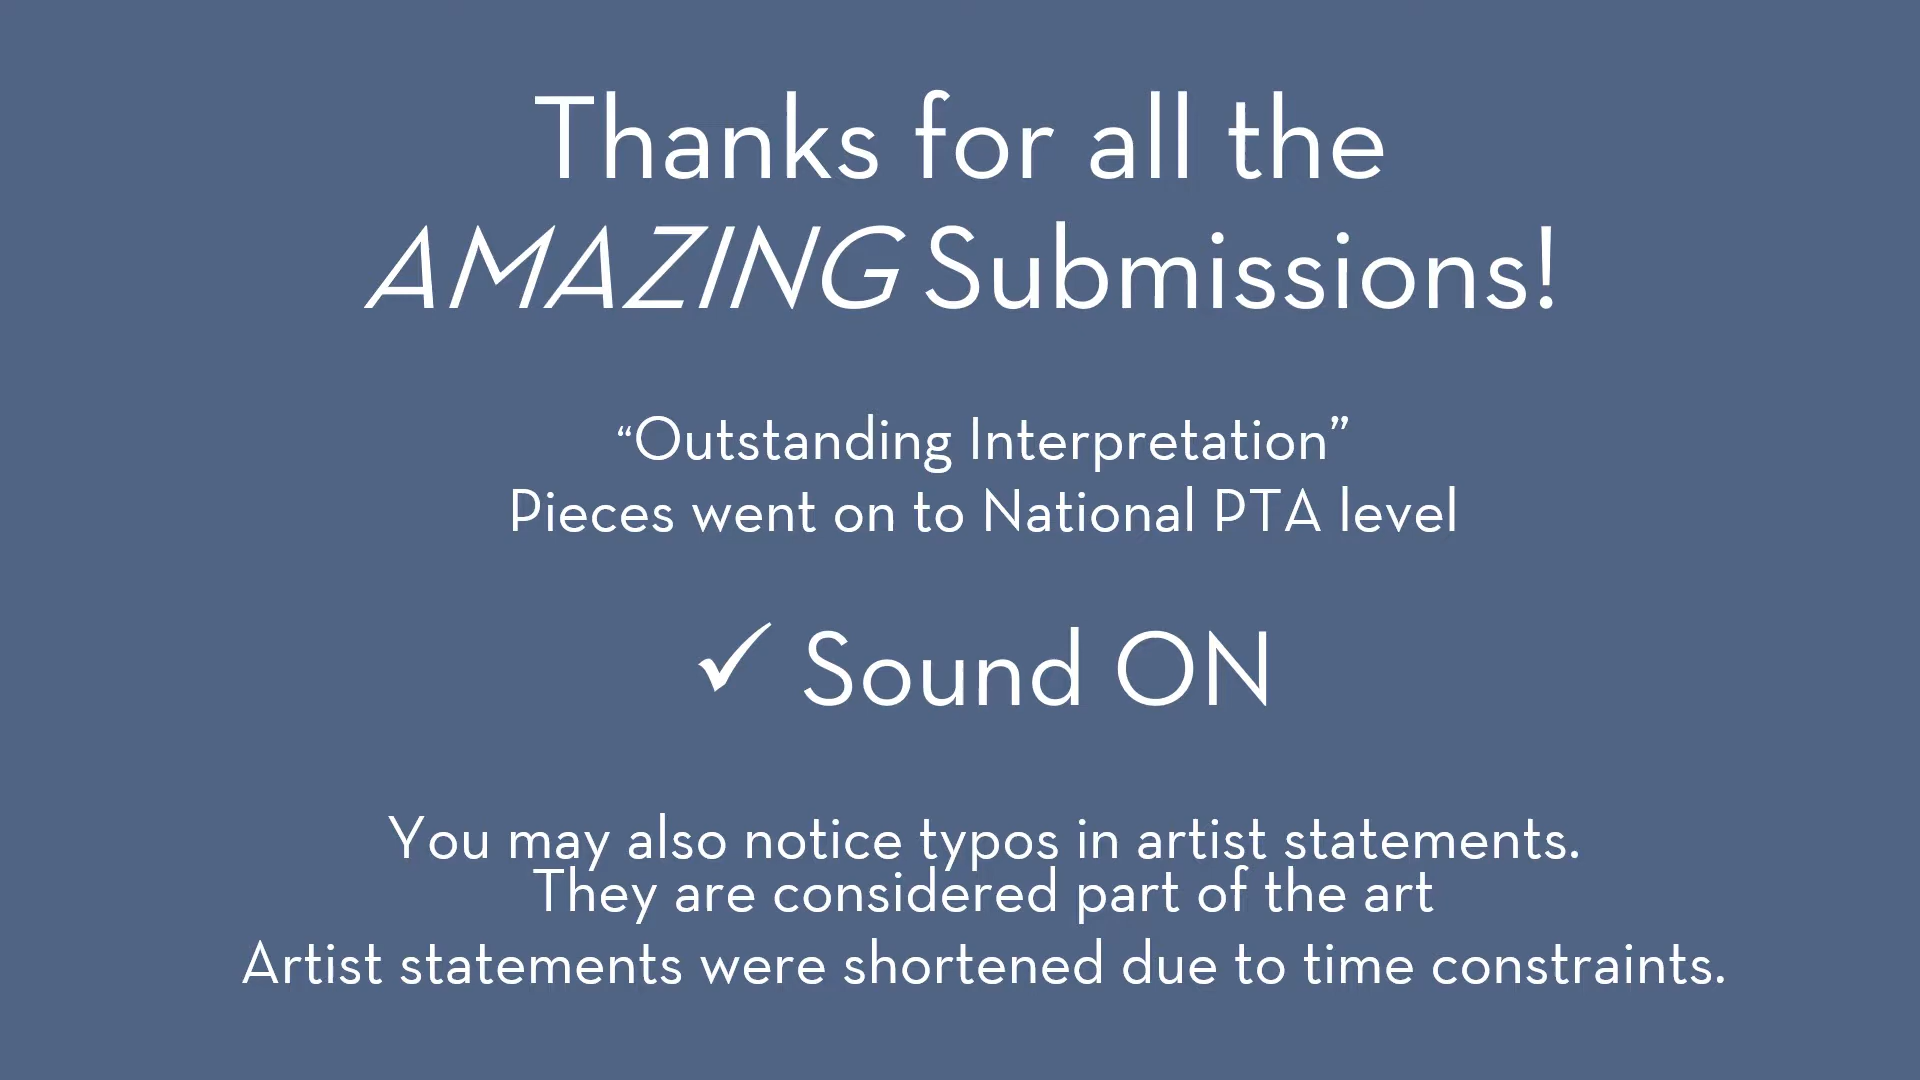 Thanks for all the
AMAZING Submissions!
“Outstanding Interpretation”
Pieces went on to National PTA level
✓ Sound ON
You may also notice typos in artist statements.
They are considered part of the art
Artist statements were shortened due to time constraints.